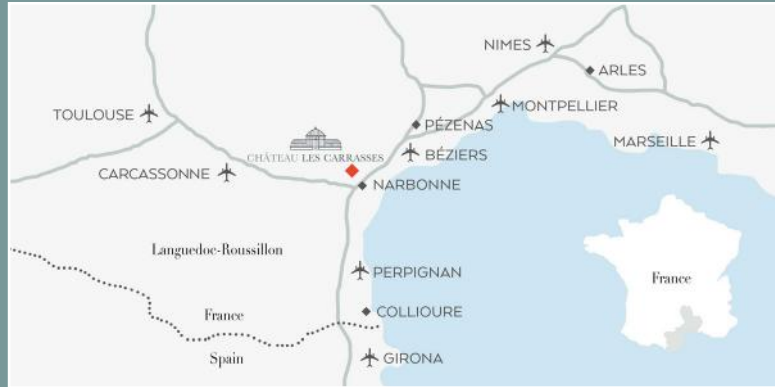 NIMES
ARLES
TOULOUSE
MONTPELLIER
PÉZENAS
MARSEILLE
CHÂTEAU LES CARRASSES
BÉZIERS
CARCASSONNE
NARBONNE
Languedoc-Roussillon
PERPIGNAN
France
France
COLLIOURE
Spain
GIRONA